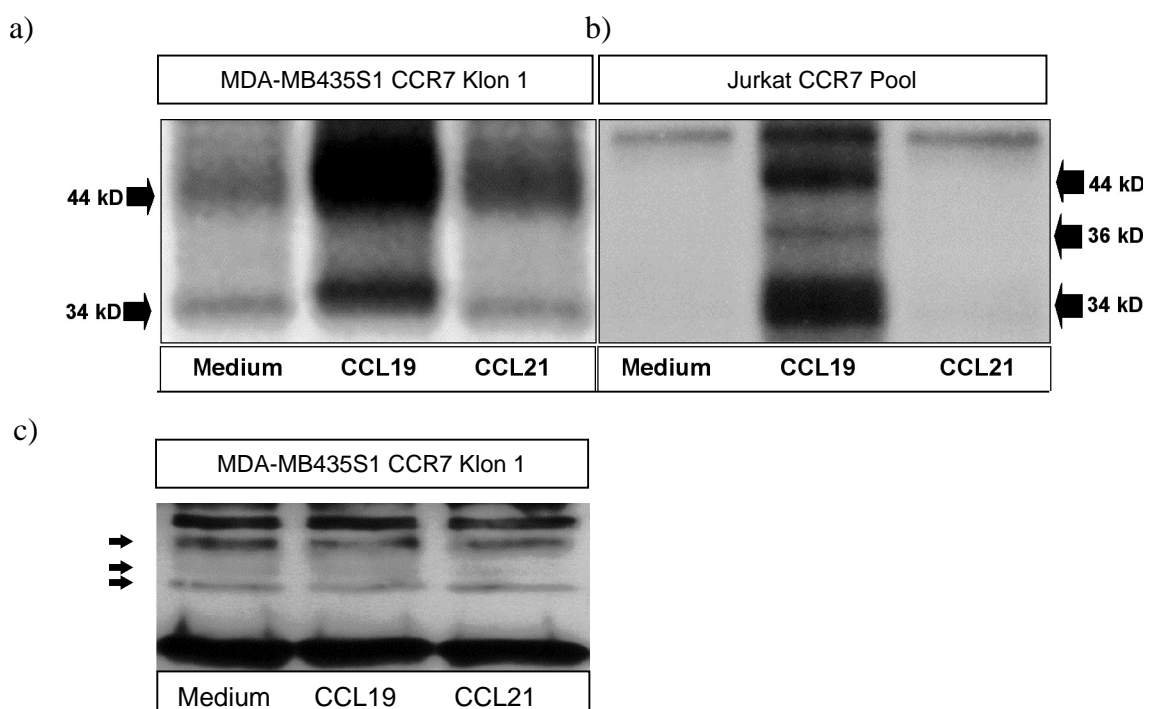 a)
b)
MDA-MB435S1 CCR7 Klon 1
Jurkat CCR7 Pool
44 kD
34 kD
44 kD
36 kD
34 kD
Medium CCL19 CCL21
Medium CCL19 CCL21
c)
MDA-MB435S1 CCR7 Klon 1
Medium CCL19 CCL21